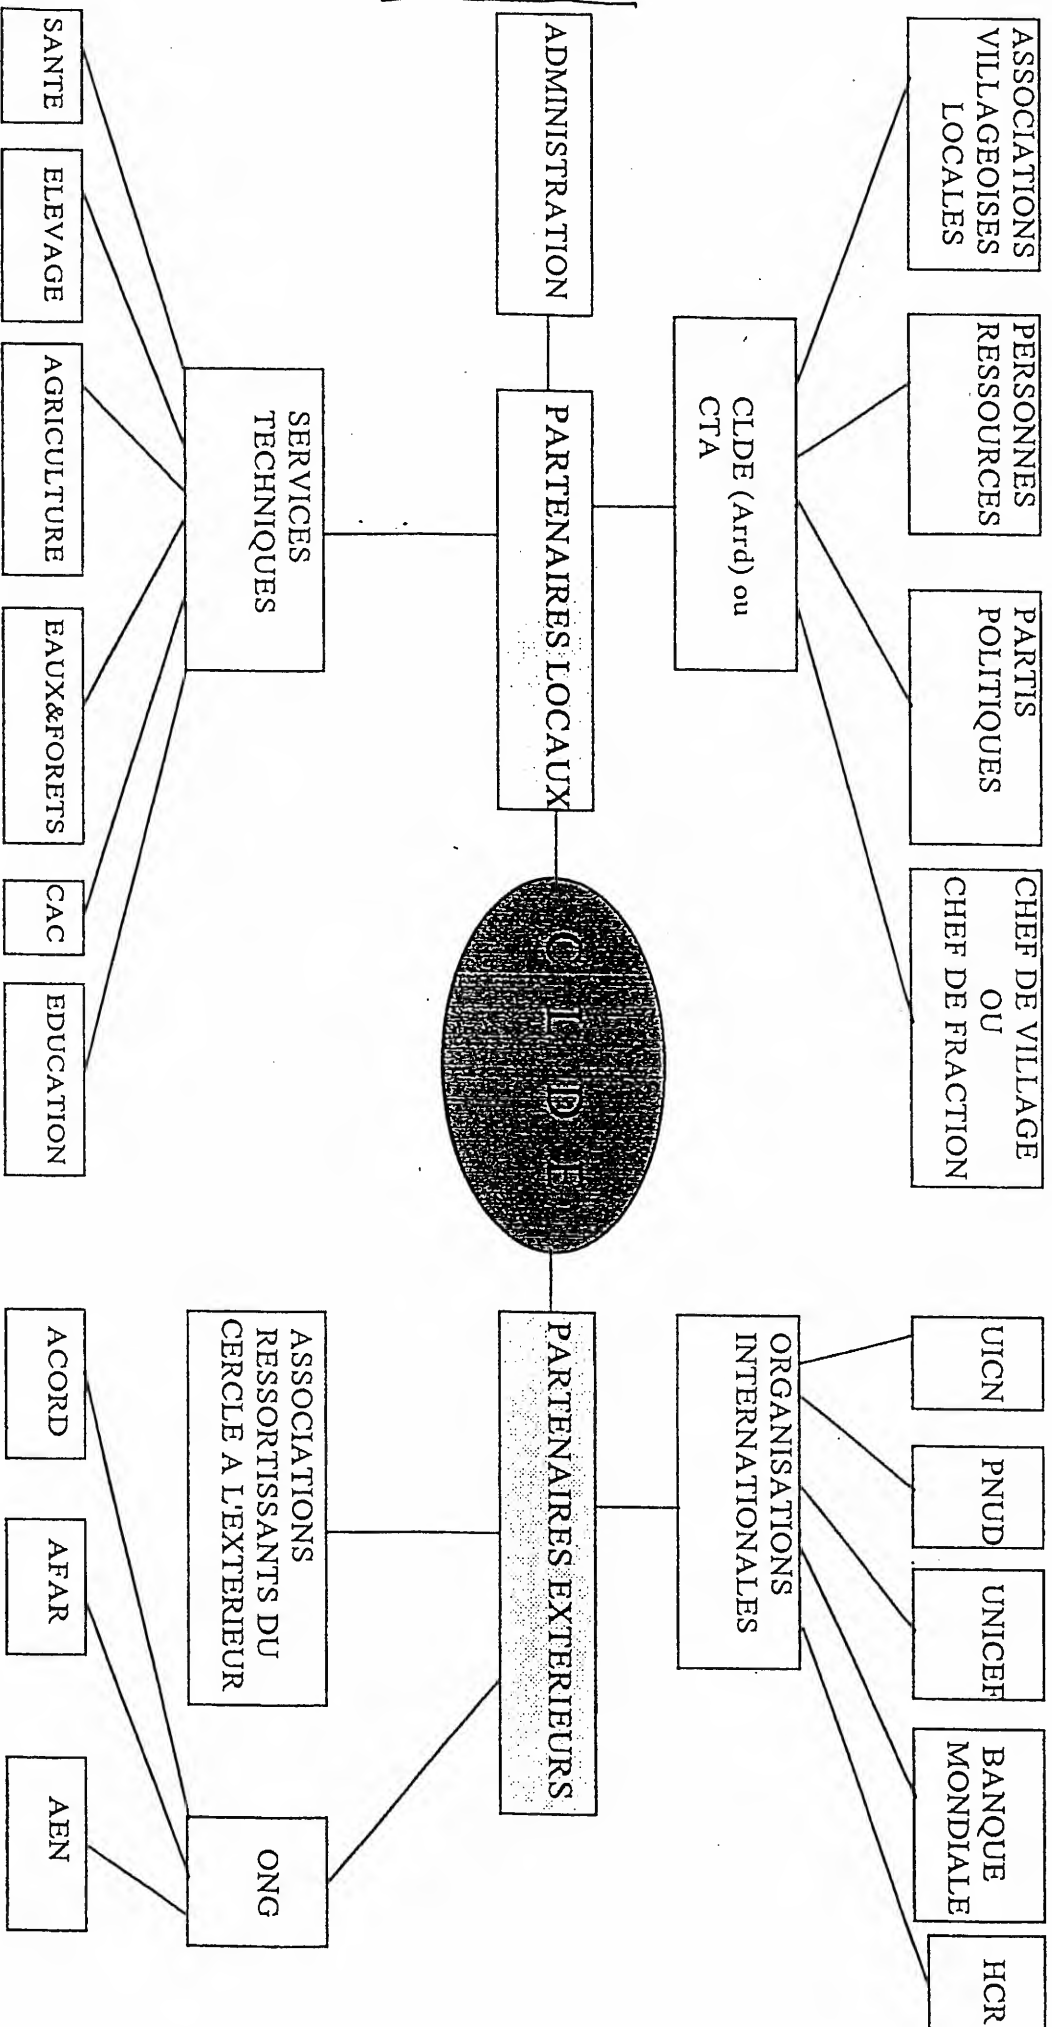 ASSOCIATIONS
VILLAGEOISES
LOCALES
PERSONNES
RESSOURCES
PARTIS
POLITIQUES
CHEF DE VILLAGE
OU
CHEF DE FRACTION
UICN
PNUD
UNICEF
BANQUE
MONDIALE
HCR
CLDE (Arrd) ou
CTA
ORGANISATIONS
INTERNATIONALES
ADMINISTRATION
PARTENAIRES LOCAUX
C L D E
PARTENAIRES EXTERIEURS
SERVICES
TECHNIQUES
ASSOCIATIONS
RESSORTISSANTS DU
CERCLE A L'EXTERIEUR
ONG
SANTE
ELEVAGE
AGRICULTURE
EAUX&FORETS
CAC
EDUCATION
ACORD
AFAR
AEN